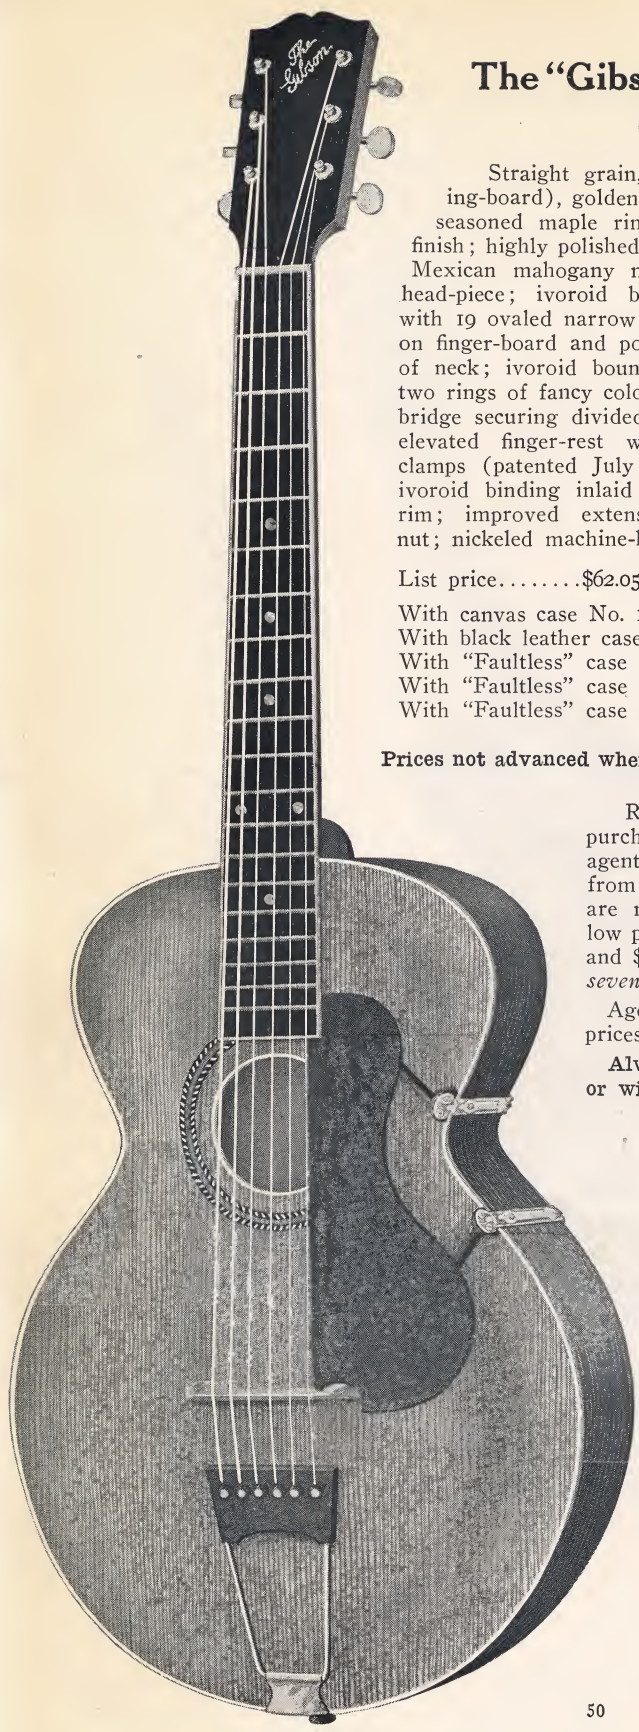 The
Gibson
The "Gibs
Straight grain,
ing-board), golden
seasoned maple rin
finish; highly polished
Mexican mahogany n
head-piece; ivoroid b
with 19 ovaled narrow
on finger-board and po
of neck; ivoroid boun
two rings of fancy colo
bridge securing divided
elevated finger-rest w
clamps (patented July
ivoroid binding inlaid
rim; improved extens
nut; nickeled machine-h
List price........$62.05
With canvas case No. 1
With black leather case
With "Faultless" case
With "Faultless" case
With "Faultless" case
Prices not advanced whe
R
purch
agent
from
are n
low p
and $
seven
Age
prices
Alw
or wi
50